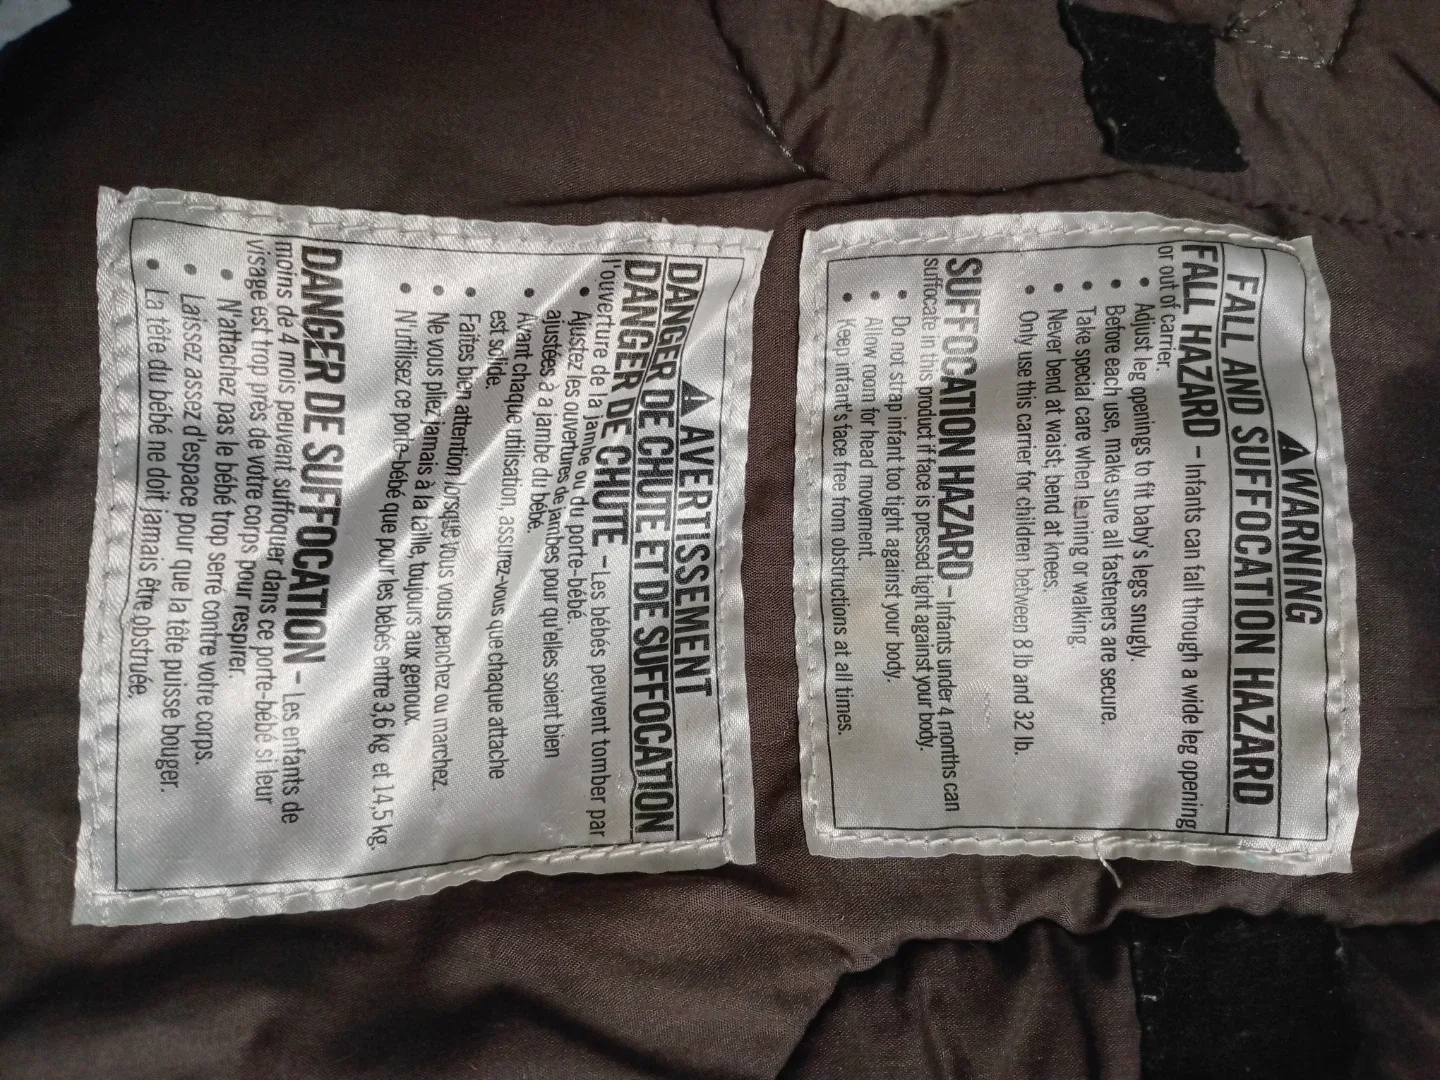 WARNING
FALL AND SUFFOCATION HAZARD
FALL HAZARD – Infants can fall through a wide leg opening
or out of carrier.
• Adjust leg openings to fit baby's legs snugly.
• Before each use, make sure all fasteners are secure.
• Take special care when leaning or walking.
• Never bend at waist; bend at knees.
• Only use this carrier for children between 8 lb and 32 lb.
SUFFOCATION HAZARD – Infants under 4 months can
suffocate in this product if face is pressed tight against your body.
• Do not strap infant too tight against your body.
• Allow room for head movement.
• Keep infant's face free from obstructions at all times.
AVERTISSEMENT
DANGER DE CHUTE ET DE SUFFOCATION
DANGER DE CHUTE – Les bébés peuvent tomber par
l'ouverture de la jambe ou du porte-bébé.
• Ajustez les ouvertures de jambes pour qu'elles soient bien
ajustées a a jambe du bébé.
• Avant chaque utilisation, assurez-vous que chaque attache
est solide.
• Faites bien attention lorsque vous vous penchez ou marchez.
• Ne vous pliez jamais à la taille, toujours aux genoux.
• N'utilisez ce porte-bébé que pour les bébés entre 3,6 kg et 14,5 kg.
DANGER DE SUFFOCATION – Les enfants de
moins de 4 mois peuvent suffoquer dans ce porte-bébé si leur
visage est trop près de votre corps pour respirer.
• N'attachez pas le bébé trop serré contre votre corps.
• Laissez assez d'espace pour que la tête puisse bouger.
• La tête du bébé ne doit jamais être obstruée.